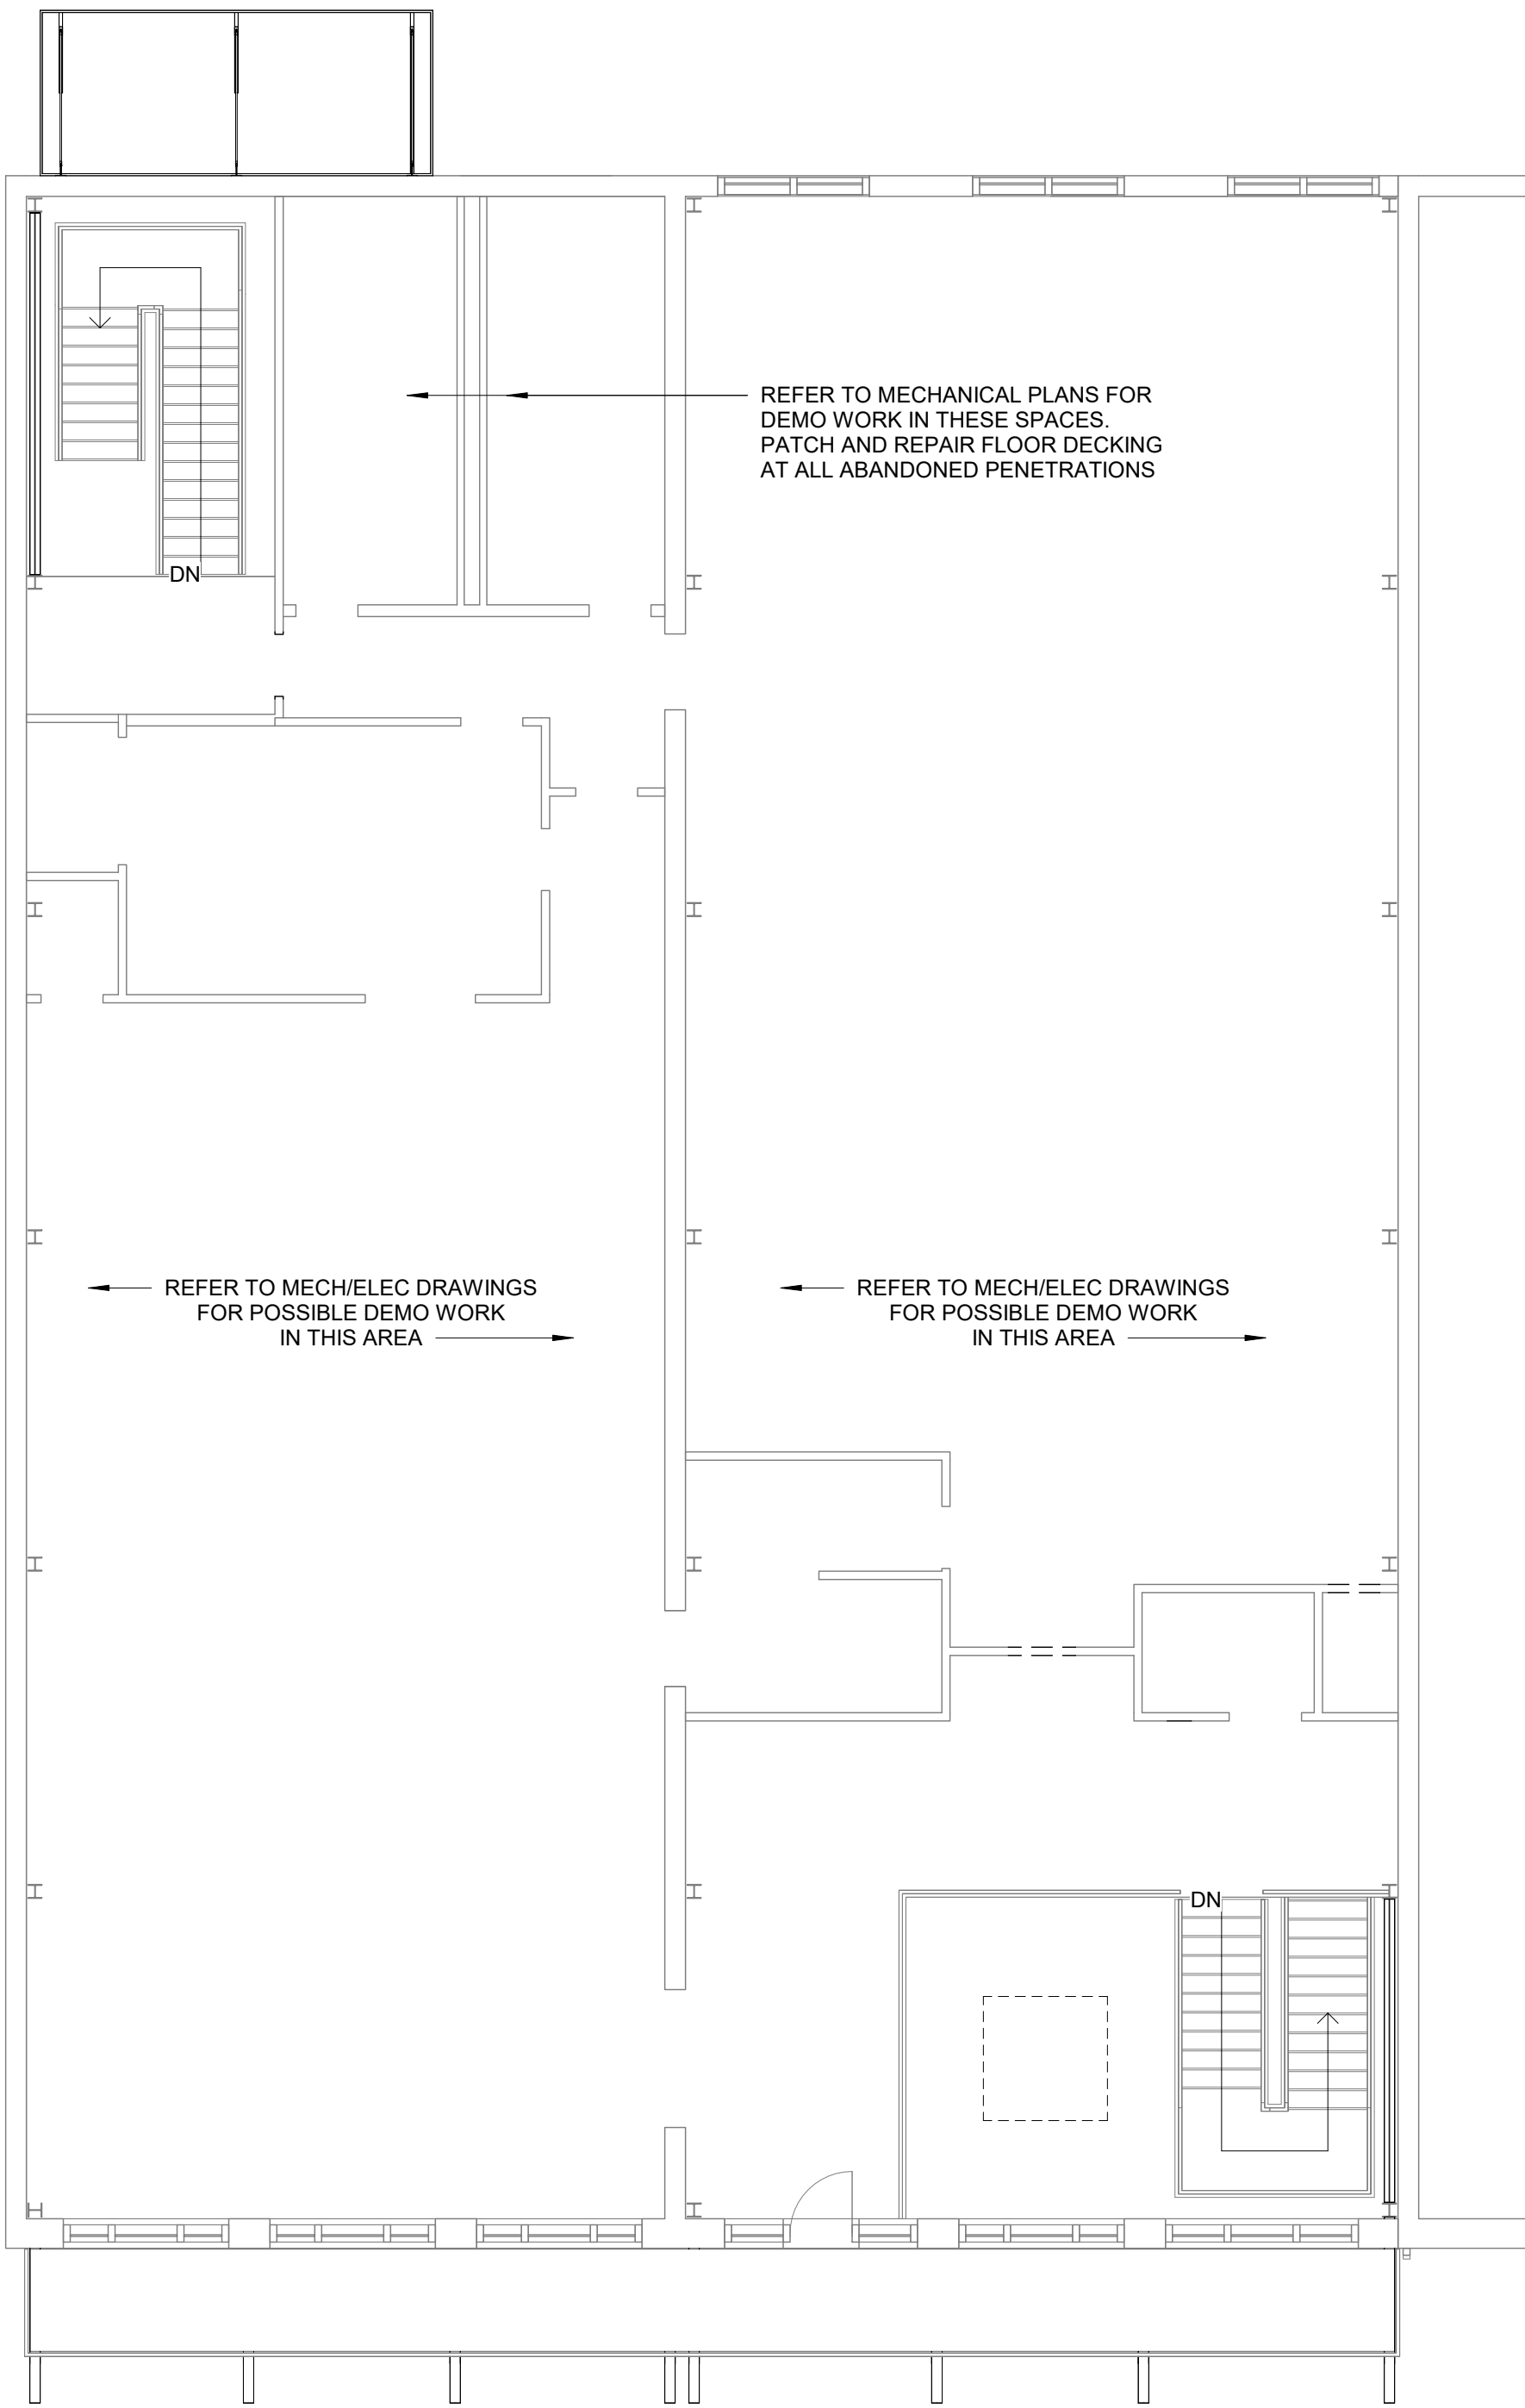 REFER TO MECHANICAL PLANS FOR
DEMO WORK IN THESE SPACES.
PATCH AND REPAIR FLOOR DECKING
AT ALL ABANDONED PENETRATIONS
DN
REFER TO MECH/ELEC DRAWINGS
FOR POSSIBLE DEMO WORK
IN THIS AREA
REFER TO MECH/ELEC DRAWINGS
FOR POSSIBLE DEMO WORK
IN THIS AREA
DN